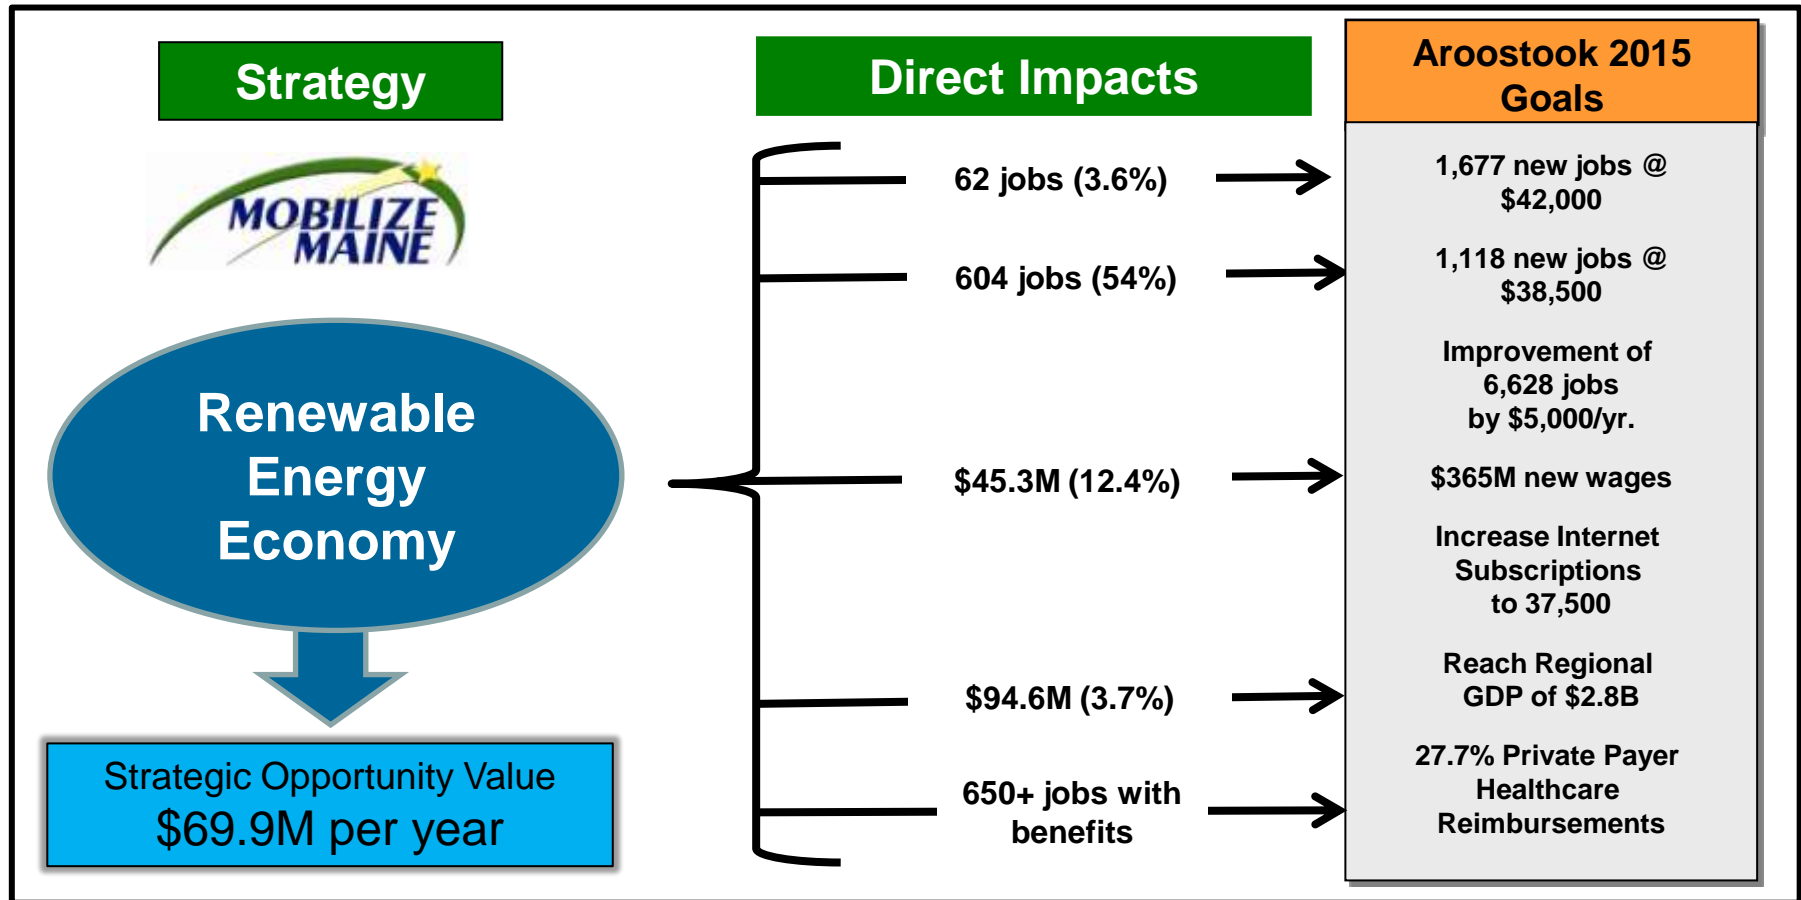 Strategy
MOBILIZE
MAINE
Renewable
Energy
Economy
Strategic Opportunity Value
$69.9M per year
Direct Impacts
62 jobs (3.6%)
604 jobs (54%)
$45.3M (12.4%)
$94.6M (3.7%)
650+ jobs with
benefits
Aroostook 2015
Goals
1,677 new jobs @
$42,000
1,118 new jobs @
$38,500
Improvement of
6,628 jobs
by $5,000/yr.
$365M new wages
Increase Internet
Subscriptions
to 37,500
Reach Regional
GDP of $2.8B
27.7% Private Payer
Healthcare
Reimbursements